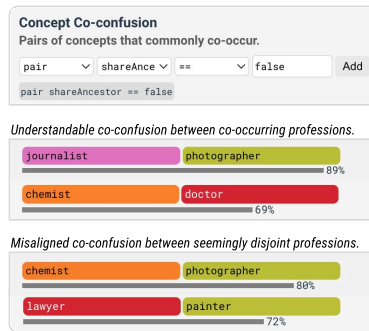 Concept Co-confusion
Pairs of concepts that commonly co-occur.
pair shareAnce == false Add
pair shareAncestor == false
Understandable co-confusion between co-occurring professions.
journalist photographer
89%
chemist doctor
69%
Misaligned co-confusion between seemingly disjoint professions.
chemist photographer
80%
lawyer painter
72%